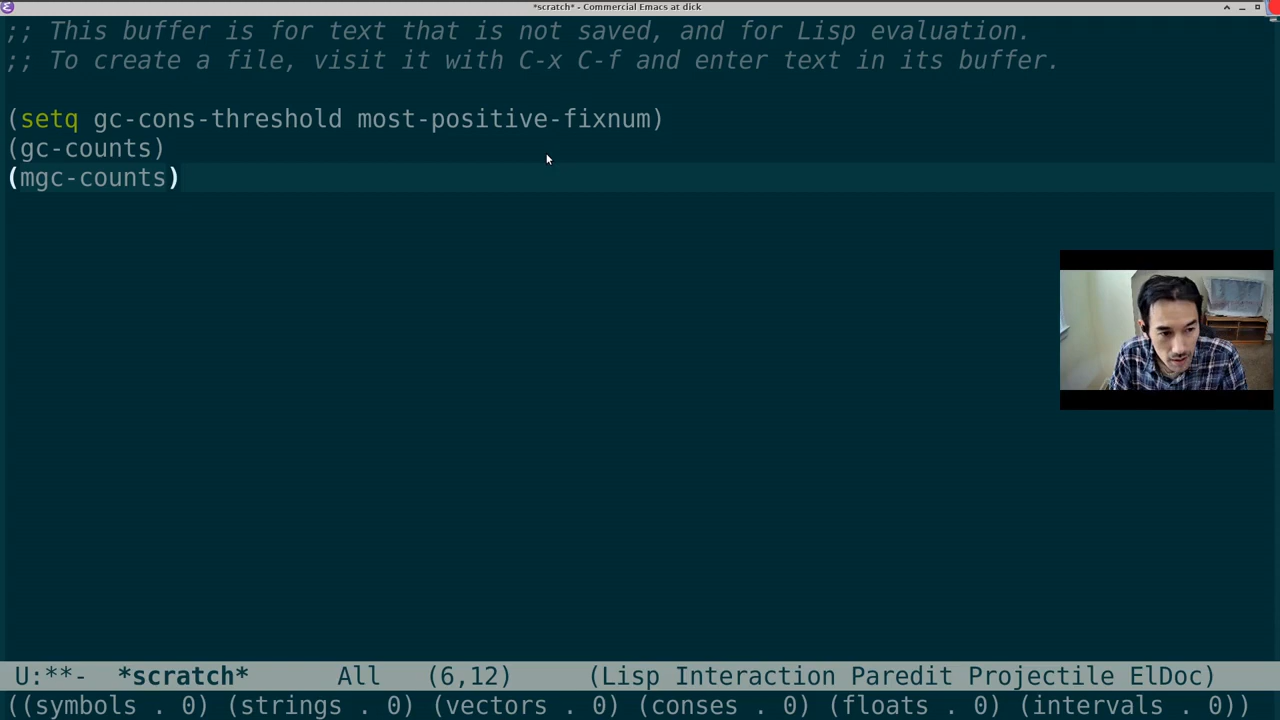 *scratch* - Commercial Emacs at dick
;; This buffer is for text that is not saved, and for Lisp evaluation.
;; To create a file, visit it with C-x C-f and enter text in its buffer.
(setq gc-cons-threshold most-positive-fixnum)
(gc-counts)
(mgc-counts)
U:**- *scratch* All (6,12) (Lisp Interaction Paredit Projectile ElDoc)
((symbols . 0) (strings . 0) (vectors . 0) (conses . 0) (floats . 0) (intervals . 0))